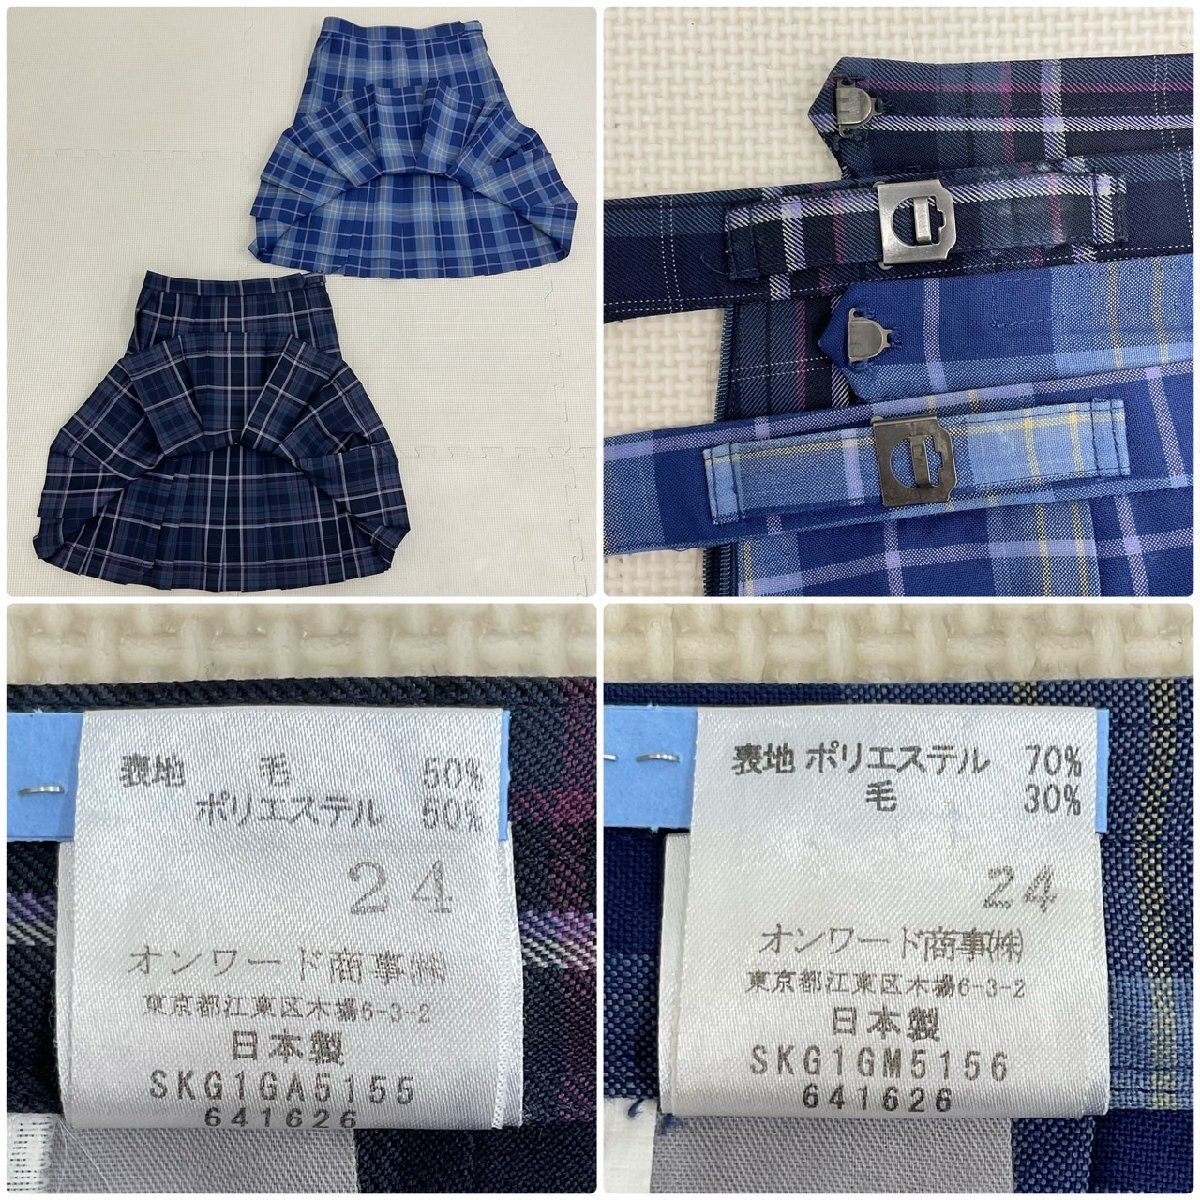 表地 毛 50%
ポリエステル 50%
24
オンワード商事㈱
東京都江東区木場6-3-2
日本製
SKG1GA5155
641626
表地 ポリエステル 70%
毛 30%
24
オンワード商事㈱
東京都江東区木場6-3-2
日本製
SKG1GM5156
641626